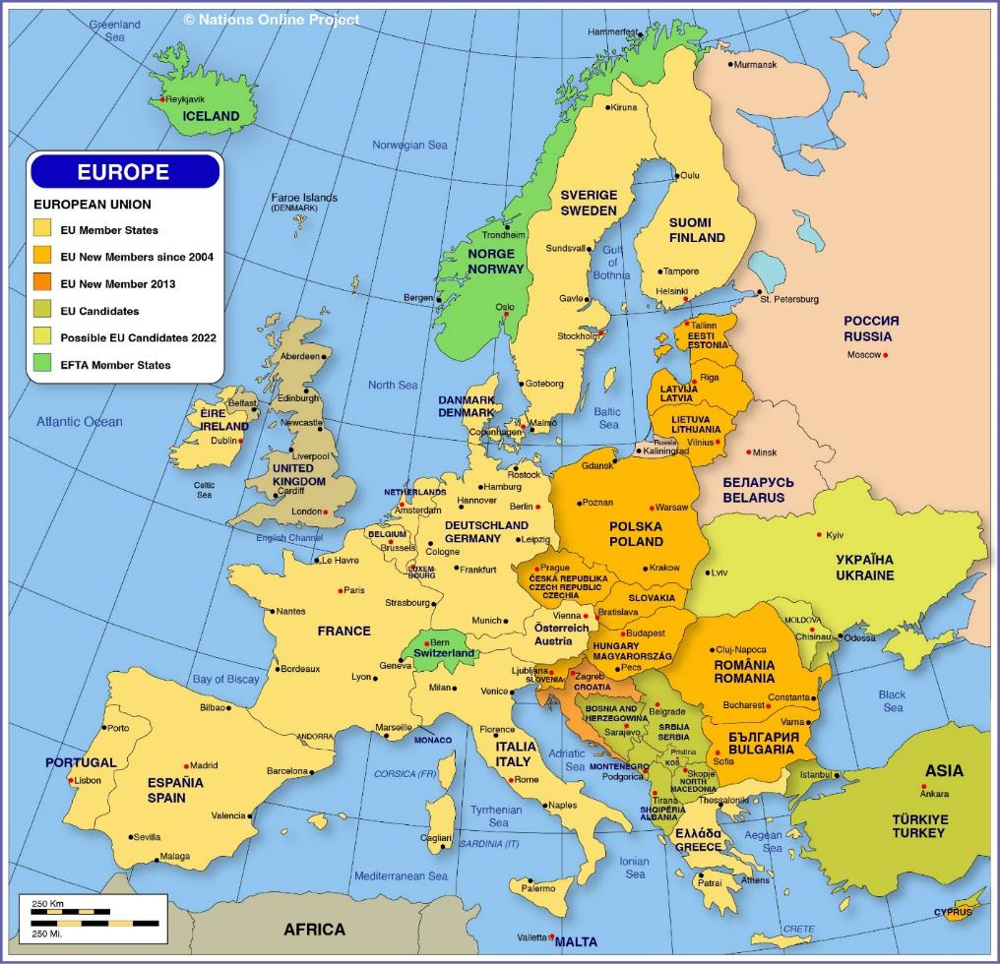 © Nations Online Project
Greenland
Sea
Hammerfest
Murmansk
Reykjavik
ICELAND
Kiruna
Norwegian Sea
EUROPE
EUROPEAN UNION
EU Member States
EU New Members since 2004
EU New Member 2013
EU Candidates
Possible EU Candidates 2022
EFTA Member States
Faroe Islands
(DENMARK)
Oulu
SVERIGE
SWEDEN
SUOMI
FINLAND
Trondheim
NORGE
NORWAY
Sundsvall
Gulf
of
Bothnia
Tampere
Helsinki
St. Petersburg
Bergen
Oslo
Gavle
Stockholm
Tallinn
EESTI
ESTONIA
РОССИЯ
RUSSIA
Moscow
Aberdeen
Edinburgh
North Sea
Goteborg
Riga
LATVIJA
LATVIA
Baltic
Sea
DANMARK
DENMARK
Copenhagen
Malmö
LIETUVA
LITHUANIA
Vilnius
Russia
Kaliningrad
Minsk
БЕЛАРУСЬ
BELARUS
Atlantic Ocean
Belfast
ÉIRE
IRELAND
Dublin
Newcastle
Liverpool
UNITED
KINGDOM
Cardiff
London
Celtic
Sea
English Channel
NETHERLANDS
Amsterdam
Rostock
Hamburg
Hannover
Berlin
Gdansk
Poznan
Warsaw
POLSKA
POLAND
Krakow
DEUTSCHLAND
GERMANY
Leipzig
Cologne
Frankfurt
BELGIUM
Brussels
LUXEM-
BOURG
Le Havre
Paris
Strasbourg
Nantes
FRANCE
Munich
Prague
ČESKÁ REPUBLIKA
CZECH REPUBLIC
CZECHIA
SLOVAKIA
Bratislava
Vienna
Österreich
Austria
Lviv
Kyiv
УКРАЇНА
UKRAINE
MOLDOVA
Chisinau
Odessa
Budapest
HUNGARY
MAGYARORSZÁG
Pecs
Cluj-Napoca
ROMÂNIA
ROMANIA
Bucharest
Constanta
Bern
Switzerland
Geneva
Lyon
Bordeaux
Bay of Biscay
Milan
Venice
Ljubljana
SLOVENIA
Zagreb
CROATIA
BOSNIA AND
HERZEGOVINA
Sarajevo
Belgrade
SRBIJA
SERBIA
Varna
БЪЛГАРИЯ
BULGARIA
Sofia
Black
Sea
Bilbao
ANDORRA
Marseille
MONACO
Florence
ITALIA
ITALY
Rome
Adriatic
Sea
MONTENEGRO
Podgorica
Pristina
KOS
Skopje
NORTH
MACEDONIA
Tirana
SHQIPËRIA
ALBANIA
Porto
PORTUGAL
Lisbon
Madrid
ESPAÑIA
SPAIN
Barcelona
Valencia
Sevilla
Malaga
CORSICA (FR)
Cagliari
SARDINIA (IT)
Tyrrhenian
Sea
Naples
Thessaloniki
Ελλάδα
GREECE
Aegean
Sea
Istanbul
ASIA
Ankara
TÜRKIYE
TURKEY
Mediterranean Sea
Palermo
Ionian
Sea
Patrai
Athens
CRETE
CYPRUS
Valletta
MALTA
AFRICA
250 Km
250 Mi.